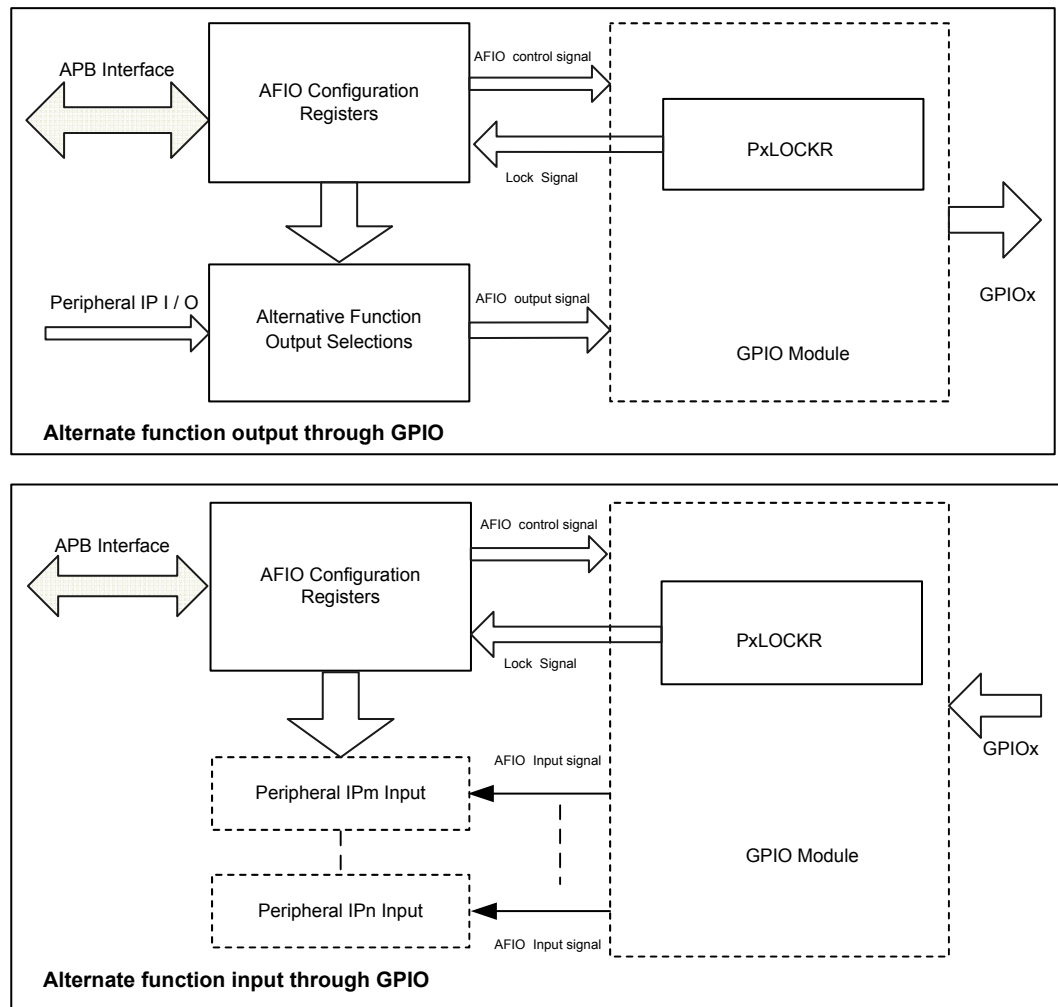 APB Interface
AFIO Configuration
Registers
AFIO control signal
Lock Signal
PxLOCKR
Peripheral IP I / O
Alternative Function
Output Selections
AFIO output signal
GPIO Module
GPIOx
Alternate function output through GPIO
APB Interface
AFIO Configuration
Registers
AFIO control signal
Lock Signal
PxLOCKR
GPIOx
AFIO Input signal
Peripheral IPm Input
GPIO Module
Peripheral IPn Input
AFIO Input signal
Alternate function input through GPIO